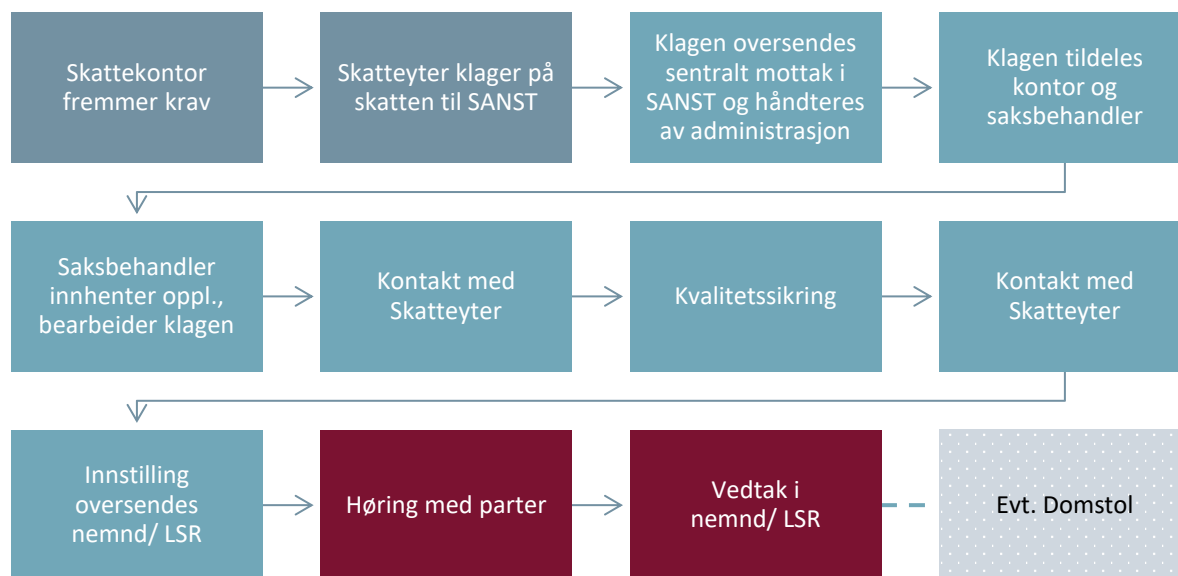 Skattekontor
fremmer krav
Skatteyter klager på
skatten til SANST
Klagen oversendes
sentralt mottak i
SANST og håndteres
av administrasjon
Klagen tildeles
kontor og
saksbehandler
Saksbehandler
innhenter oppl.,
bearbeider klagen
Kontakt med
Skatteyter
Kvalitetssikring
Kontakt med
Skatteyter
Innstilling
oversendes
nemnd/ LSR
Høring med parter
Vedtak i
nemnd/ LSR
Evt. Domstol